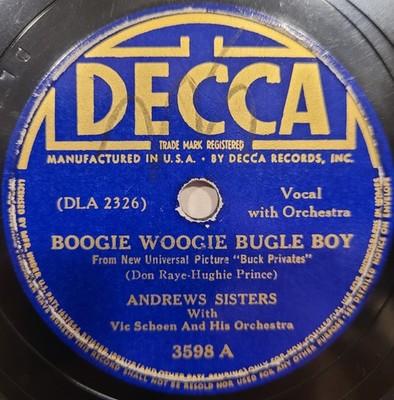 DECCA
TRADE MARK REGISTERED
MANUFACTURED IN U.S.A. · BY DECCA RECORDS, INC.
(DLA 2326)
Vocal
with Orchestra
BOOGIE WOOGIE BUGLE BOY
From New Universal Picture "Buck Privates"
(Don Raye-Hughie Prince)
ANDREWS SISTERS
With
Vic Schoen And His Orchestra
3598 A